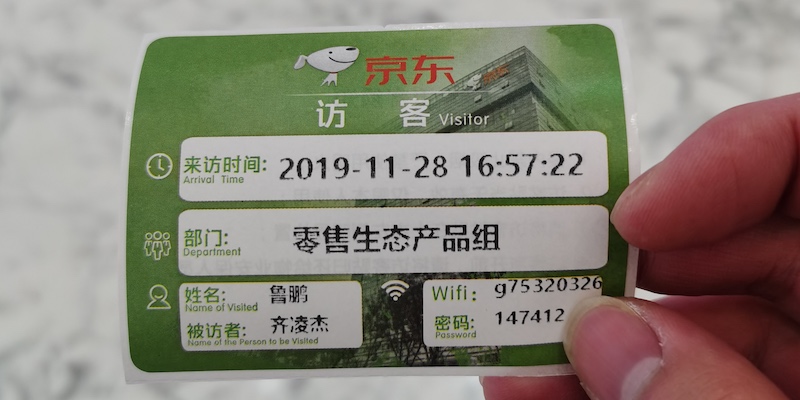 京东
访客 Visitor
来访时间: 2019-11-28 16:57:22
Arrival Time
部门: 零售生态产品组
Department
姓名: 鲁鹏
Name of Visited
被访者: 齐凌杰
Name of the Person to be Visited
Wifi: g75320326
密码: 147412
Password